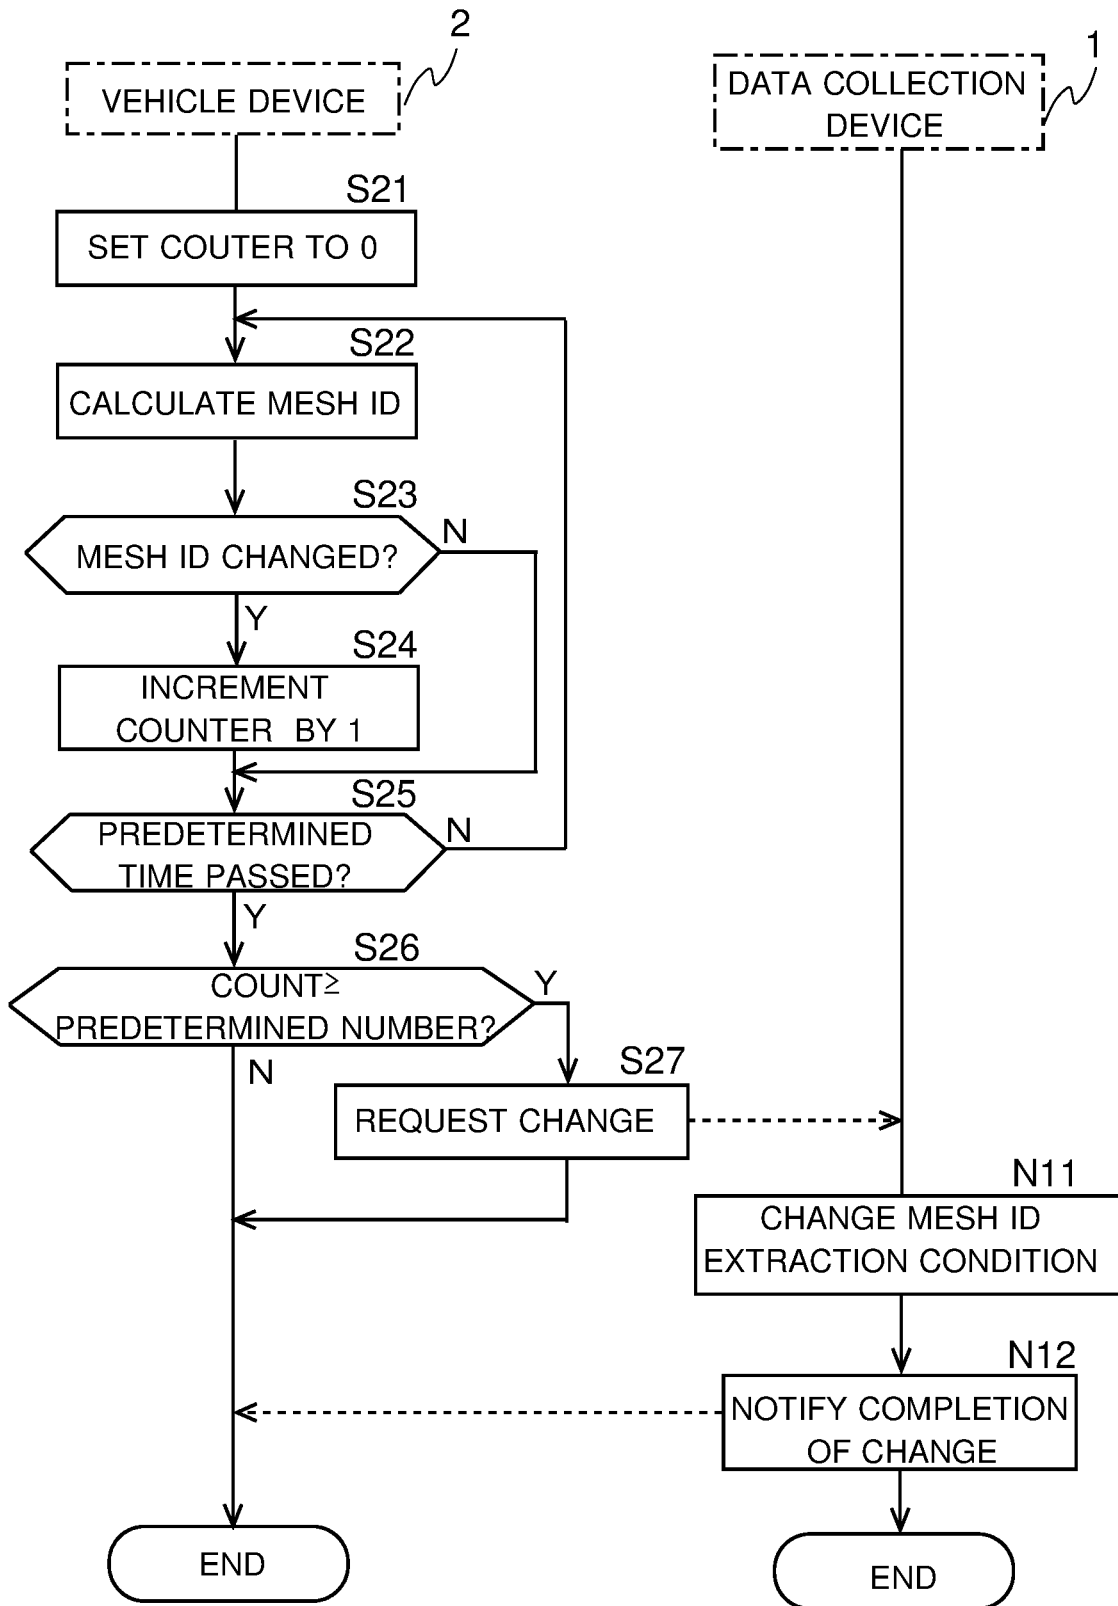 2
1
VEHICLE DEVICE
DATA COLLECTION
DEVICE
S21
SET COUTER TO 0
S22
CALCULATE MESH ID
S23
MESH ID CHANGED?
N
Y
S24
INCREMENT
COUNTER BY 1
S25
PREDETERMINED
TIME PASSED?
N
Y
S26
COUNT≥
PREDETERMINED NUMBER?
Y
N
S27
REQUEST CHANGE
N11
CHANGE MESH ID
EXTRACTION CONDITION
N12
NOTIFY COMPLETION
OF CHANGE
END
END